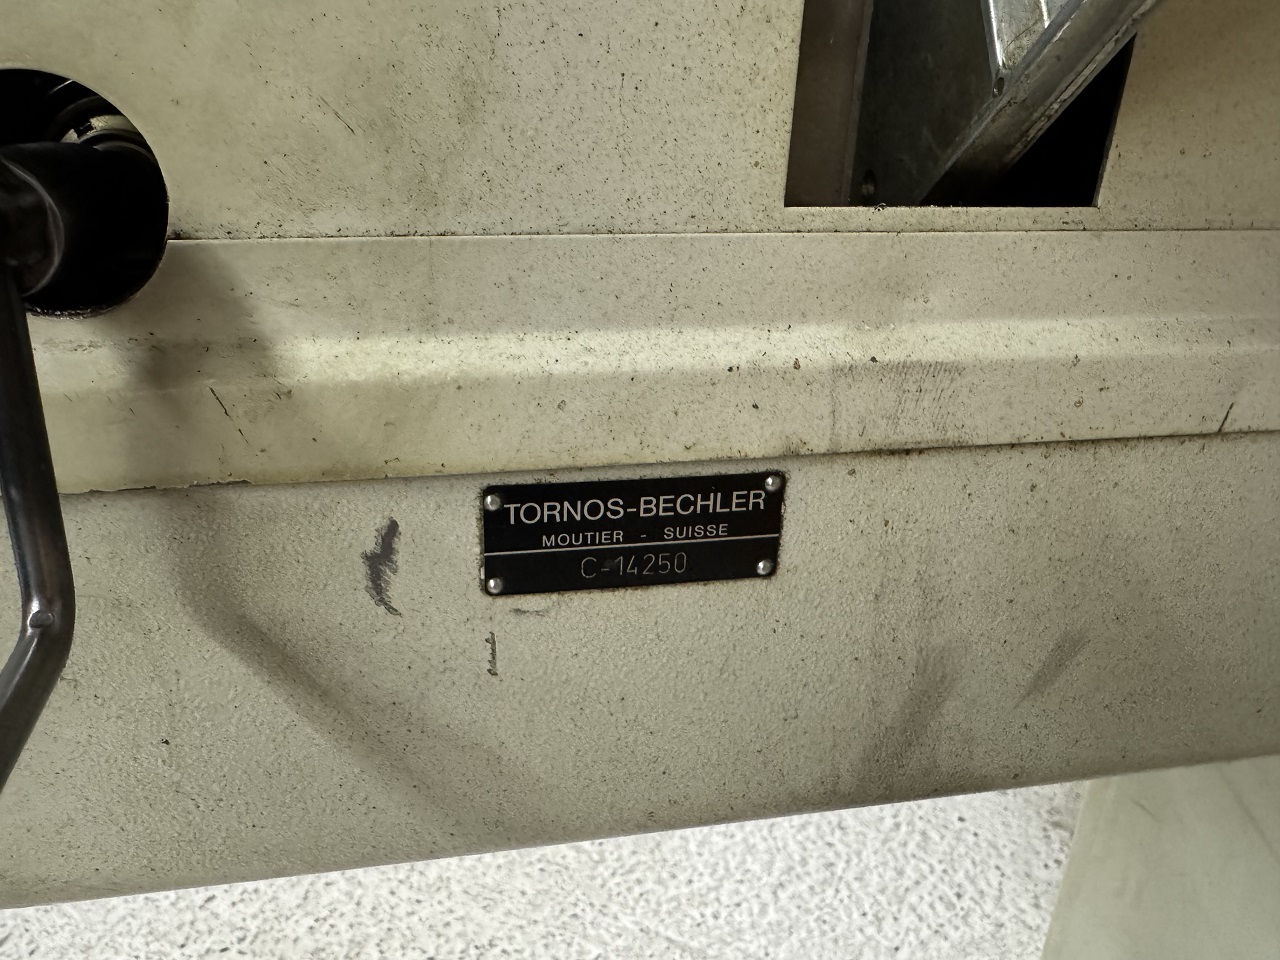 TORNOS-BECHLER
MOUTIER - SUISSE
C-14250